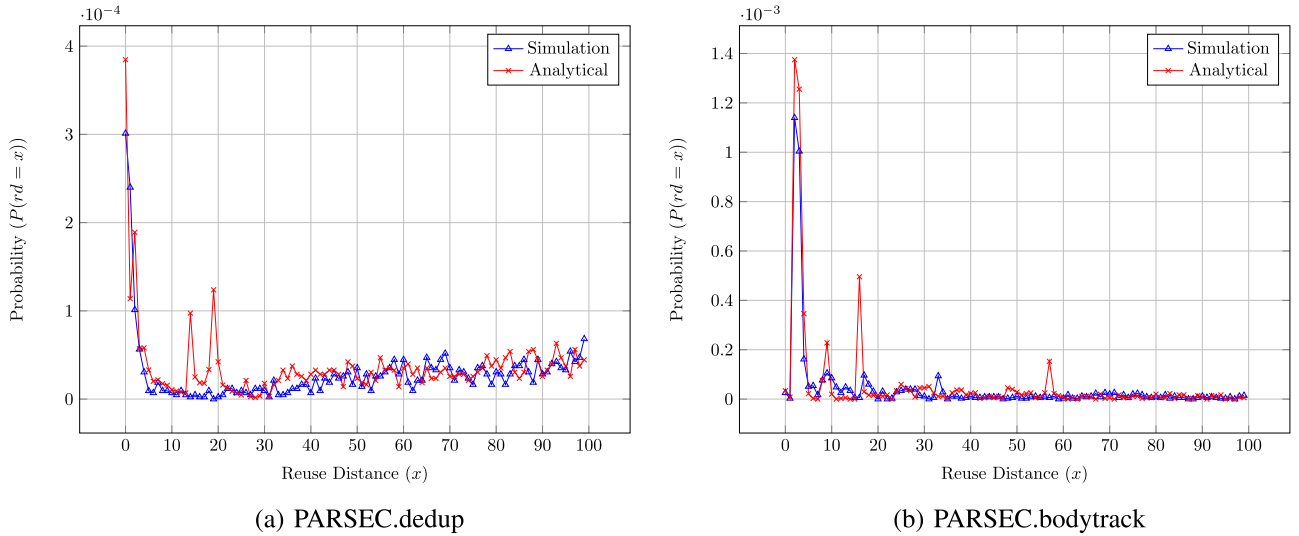 ·10⁻⁴
4
3
2
1
0
0 10 20 30 40 50 60 70 80 90 100
Reuse Distance (x)
Probability (P(rd = x))
Simulation
Analytical
(a) PARSEC.dedup
·10⁻³
1.4
1.2
1
0.8
0.6
0.4
0.2
0
0 10 20 30 40 50 60 70 80 90 100
Reuse Distance (x)
Probability (P(rd = x))
Simulation
Analytical
(b) PARSEC.bodytrack